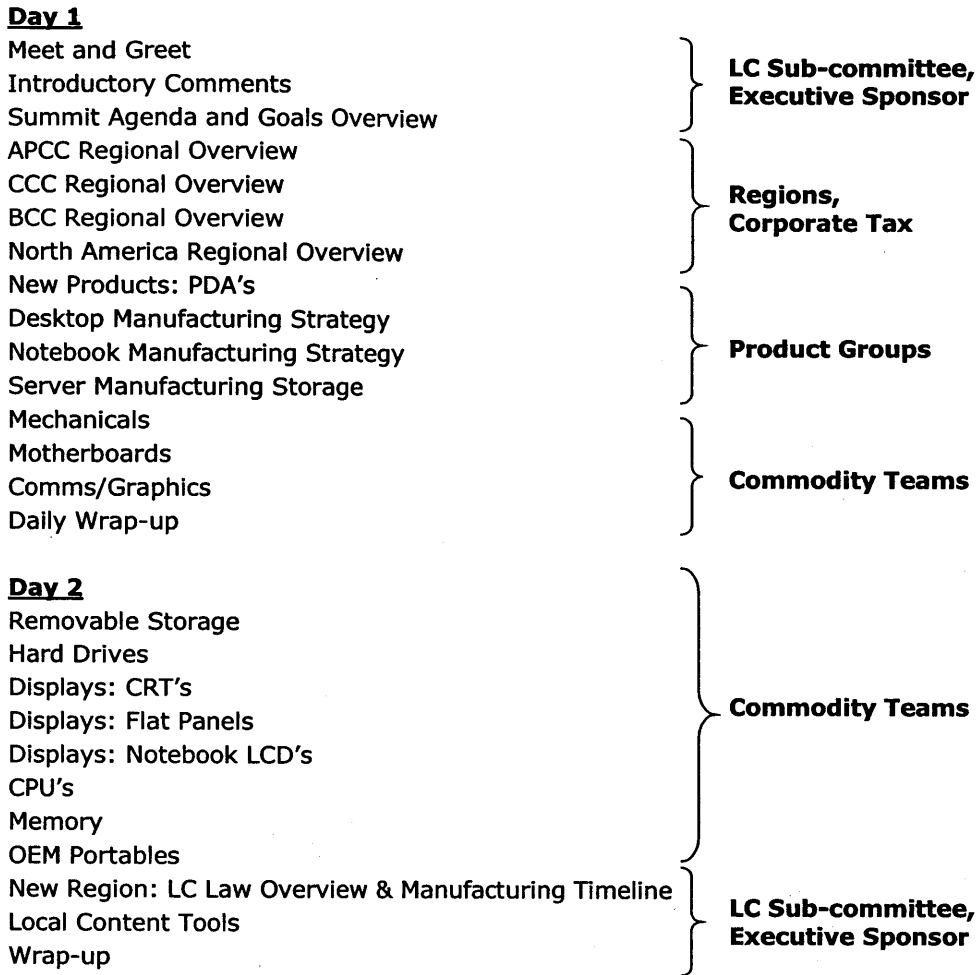 Day 1
Meet and Greet
Introductory Comments
Summit Agenda and Goals Overview
LC Sub-committee,
Executive Sponsor
APCC Regional Overview
CCC Regional Overview
BCC Regional Overview
North America Regional Overview
Regions,
Corporate Tax
New Products: PDA's
Desktop Manufacturing Strategy
Notebook Manufacturing Strategy
Server Manufacturing Storage
Product Groups
Mechanicals
Motherboards
Comms/Graphics
Daily Wrap-up
Commodity Teams
Day 2
Removable Storage
Hard Drives
Displays: CRT's
Displays: Flat Panels
Displays: Notebook LCD's
CPU's
Memory
OEM Portables
Commodity Teams
New Region: LC Law Overview & Manufacturing Timeline
Local Content Tools
Wrap-up
LC Sub-committee,
Executive Sponsor